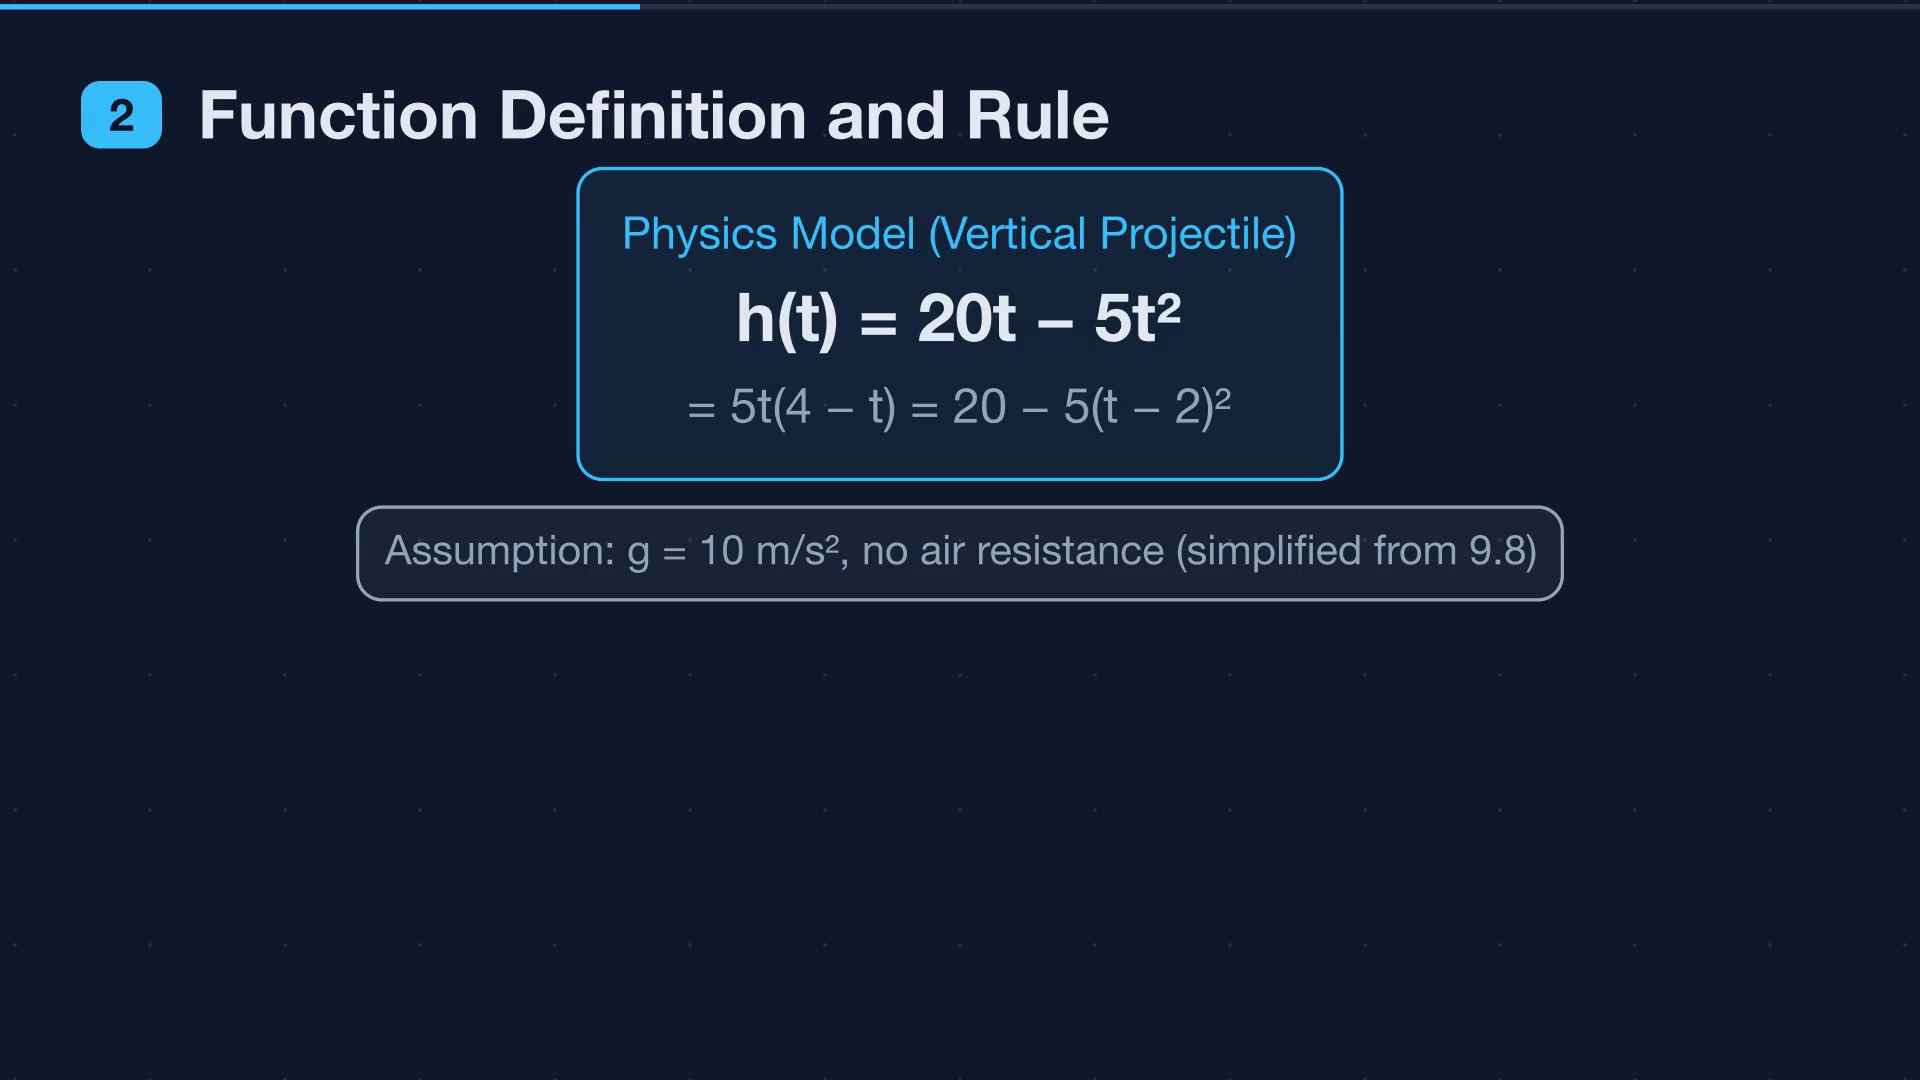 2 Function Definition and Rule
Physics Model (Vertical Projectile)
h(t) = 20t − 5t²
= 5t(4 − t) = 20 − 5(t − 2)²
Assumption: g = 10 m/s², no air resistance (simplified from 9.8)